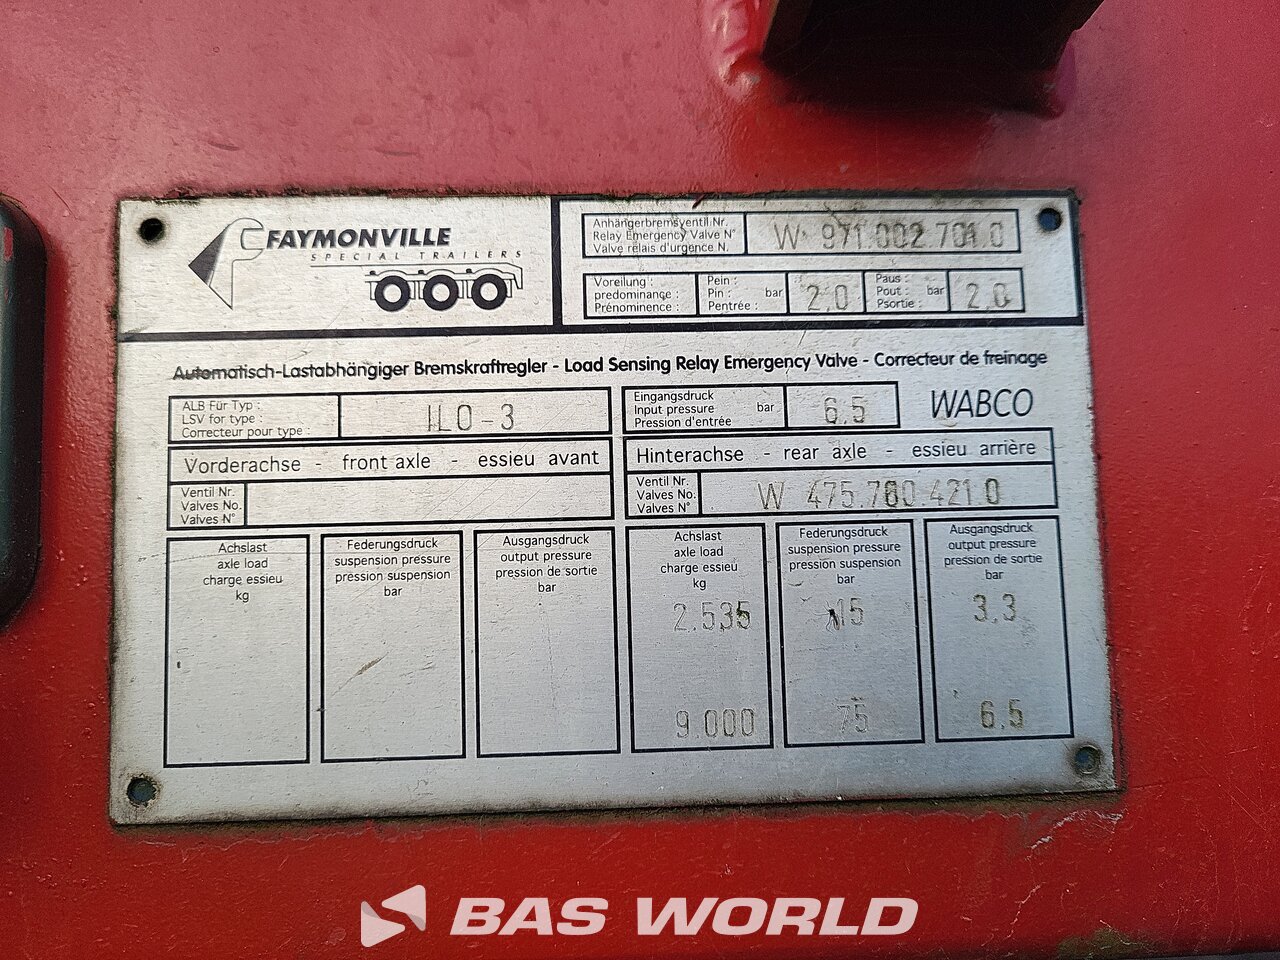 FAYMONVILLE
SPECIAL TRAILERS
Anhängerbremsventil.Nr.
Relay Emergency Valve N°
Valve relais d'urgence N.
W 971.002.701.0
Voreilung :
predominance :
Prénominence :
Pein :
Pin : bar
Pentrée :
2.0
Paus :
Pout : bar
Psortie :
2.0
Automatisch-Lastabhängiger Bremskraftregler - Load Sensing Relay Emergency Valve - Correcteur de freinage
ALB Für Typ :
LSV for type :
Correcteur pour type :
ILO-3
Eingangsdruck
Input pressure bar
Pression d'entrée
6.5
WABCO
Vorderachse - front axle - essieu avant
Hinterachse - rear axle - essieu arrière
Ventil Nr.
Valves No.
Valves N°
Ventil Nr.
Valves No.
Valves N°
W 475.700.421.0
Achslast
axle load
charge essieu
kg
Federungsdruck
suspension pressure
pression suspension
bar
Ausgangsdruck
output pressure
pression de sortie
bar
Achslast
axle load
charge essieu
kg
2.535
9.000
Federungsdruck
suspension pressure
pression suspension
bar
15
75
Ausgangsdruck
output pressure
pression de sortie
bar
3.3
6.5
BAS WORLD